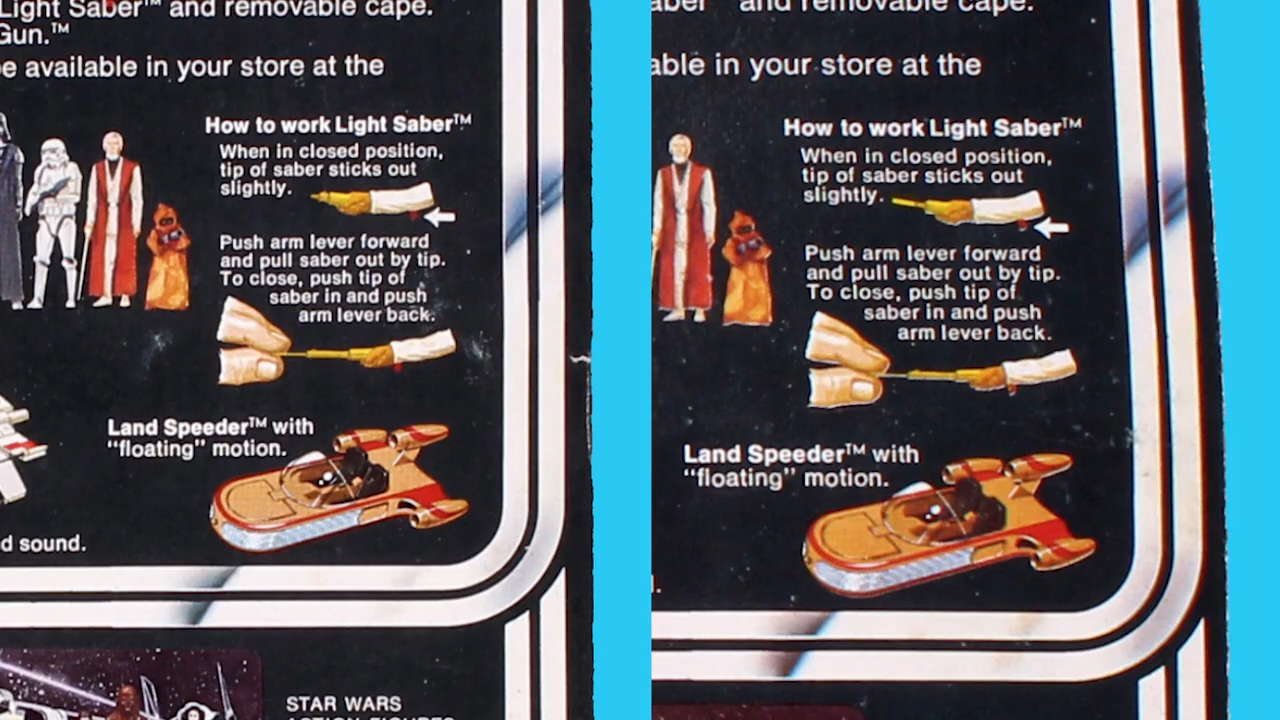 Light Saber™ and removable cape.
Gun.™
be available in your store at the
How to work Light Saber™
When in closed position,
tip of saber sticks out
slightly.
Push arm lever forward
and pull saber out by tip.
To close, push tip of
saber in and push
arm lever back.
Land Speeder™ with
"floating" motion.
d sound.
STAR WARS
ACTION FIGURES
aber™ and removable cape.
able in your store at the
How to work Light Saber™
When in closed position,
tip of saber sticks out
slightly.
Push arm lever forward
and pull saber out by tip.
To close, push tip of
saber in and push
arm lever back.
Land Speeder™ with
"floating" motion.